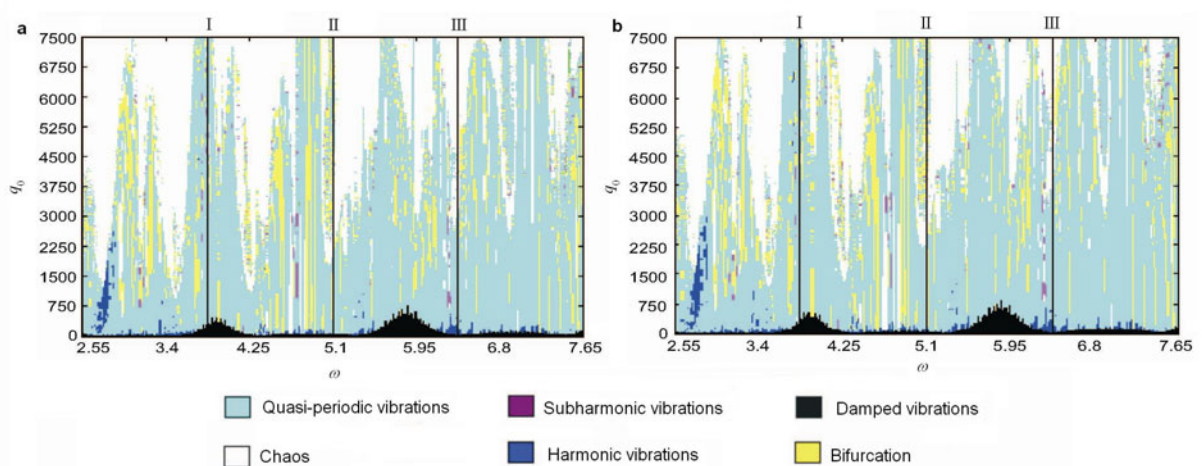 a I II III
7500
6750
6000
5250
4500
3750
3000
2250
1500
750
0
q₀
2.55 3.4 4.25 5.1 5.95 6.8 7.65
ω
b I II III
7500
6750
6000
5250
4500
3750
3000
2250
1500
750
0
q₀
2.55 3.4 4.25 5.1 5.95 6.8 7.65
ω
Quasi-periodic vibrations Subharmonic vibrations Damped vibrations
Chaos Harmonic vibrations Bifurcation